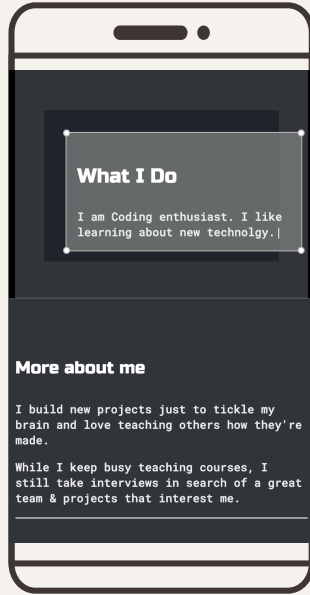 What I Do
I am Coding enthusiast. I like
learning about new technolgy.|
More about me
I build new projects just to tickle my
brain and love teaching others how they're
made.
While I keep busy teaching courses, I
still take interviews in search of a great
team & projects that interest me.